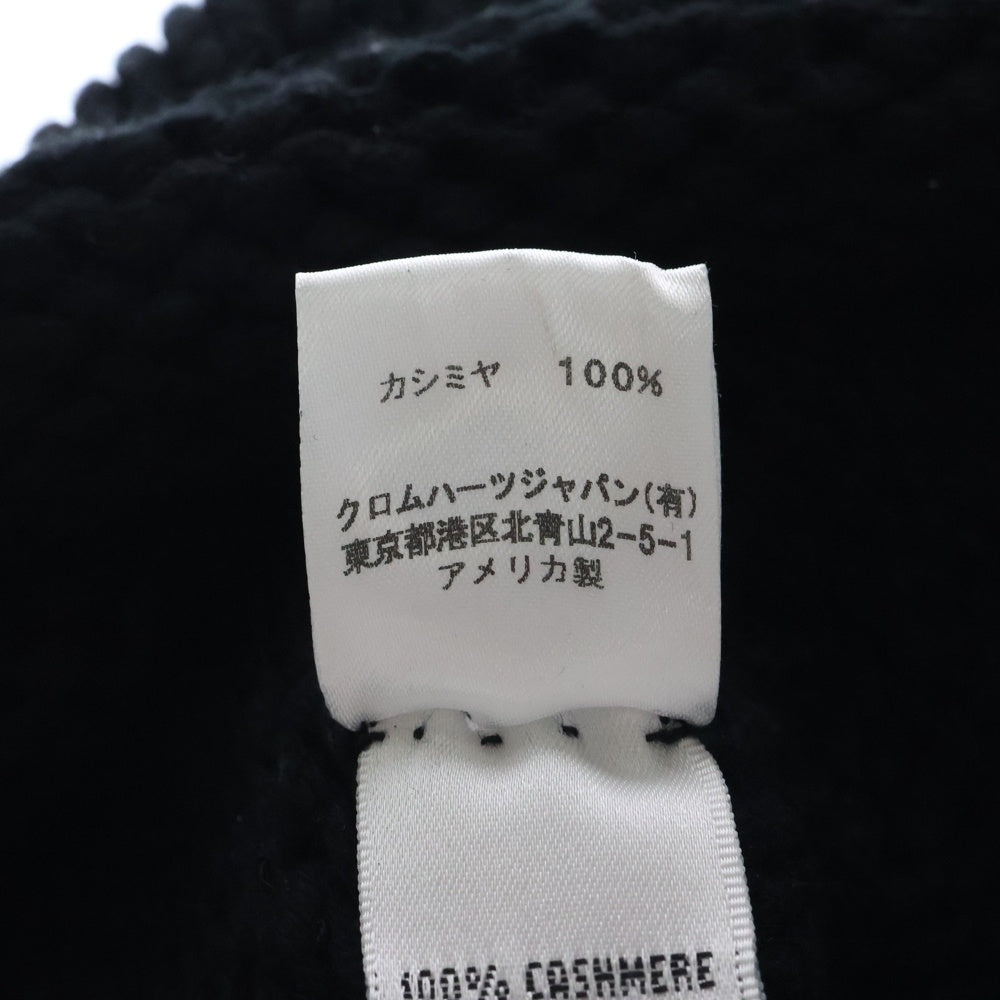 カシミヤ 100%
クロムハーツジャパン(有)
東京都港区北青山2-5-1
アメリカ製
100% CASHMERE